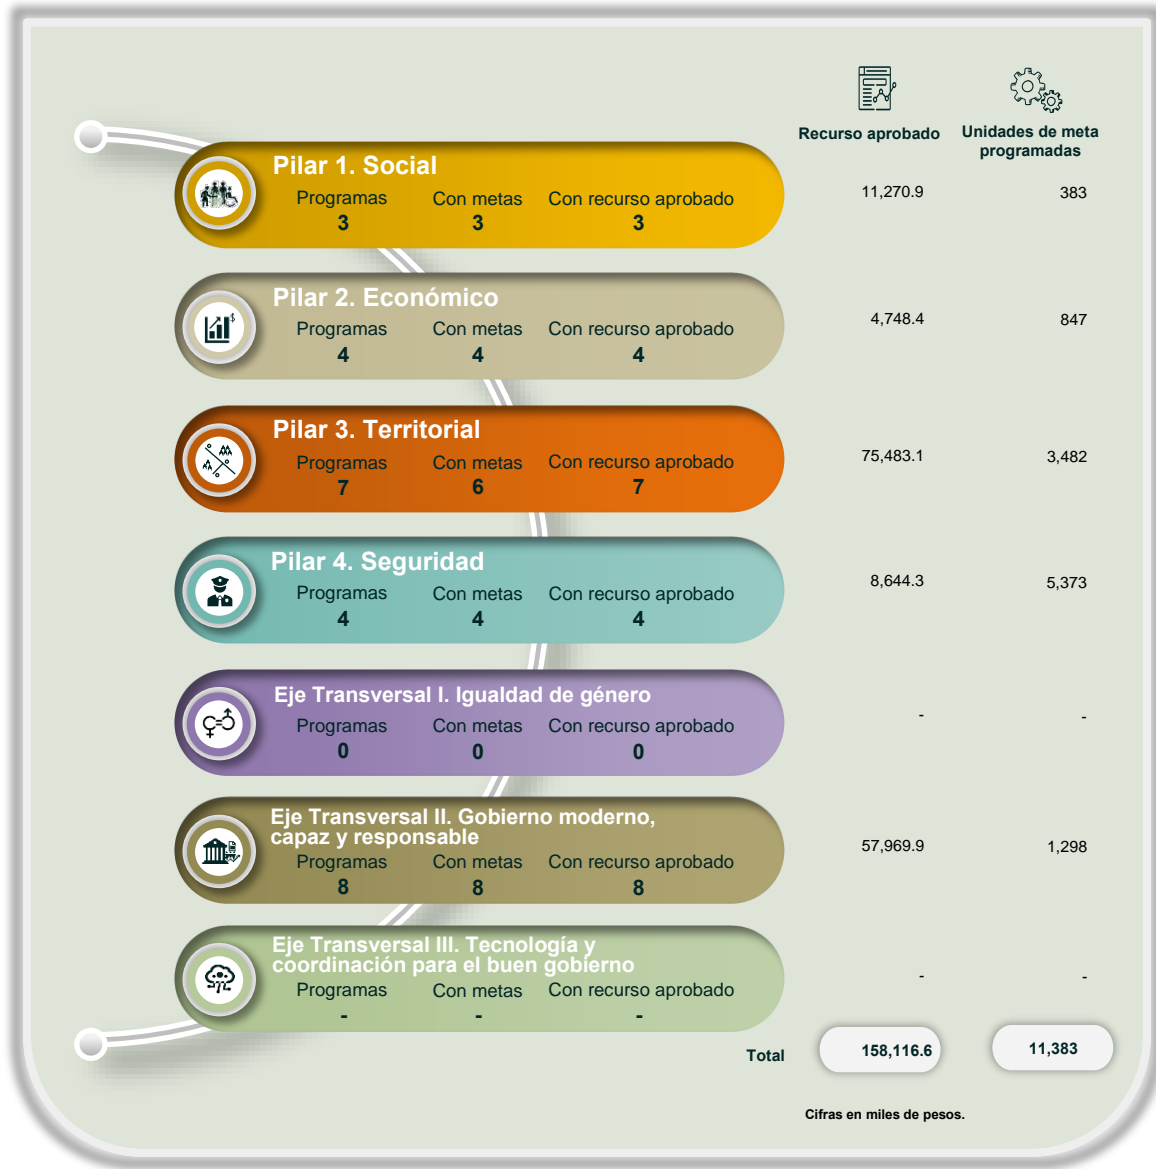 Recurso aprobado
Unidades de meta
programadas
Pilar 1. Social
Programas Con metas Con recurso aprobado
3 3 3
11,270.9 383
Pilar 2. Económico
Programas Con metas Con recurso aprobado
4 4 4
4,748.4 847
Pilar 3. Territorial
Programas Con metas Con recurso aprobado
7 6 7
75,483.1 3,482
Pilar 4. Seguridad
Programas Con metas Con recurso aprobado
4 4 4
8,644.3 5,373
Eje Transversal I. Igualdad de género
Programas Con metas Con recurso aprobado
0 0 0
- -
Eje Transversal II. Gobierno moderno,
capaz y responsable
Programas Con metas Con recurso aprobado
8 8 8
57,969.9 1,298
Eje Transversal III. Tecnología y
coordinación para el buen gobierno
Programas Con metas Con recurso aprobado
- - -
- -
Total 158,116.6 11,383
Cifras en miles de pesos.